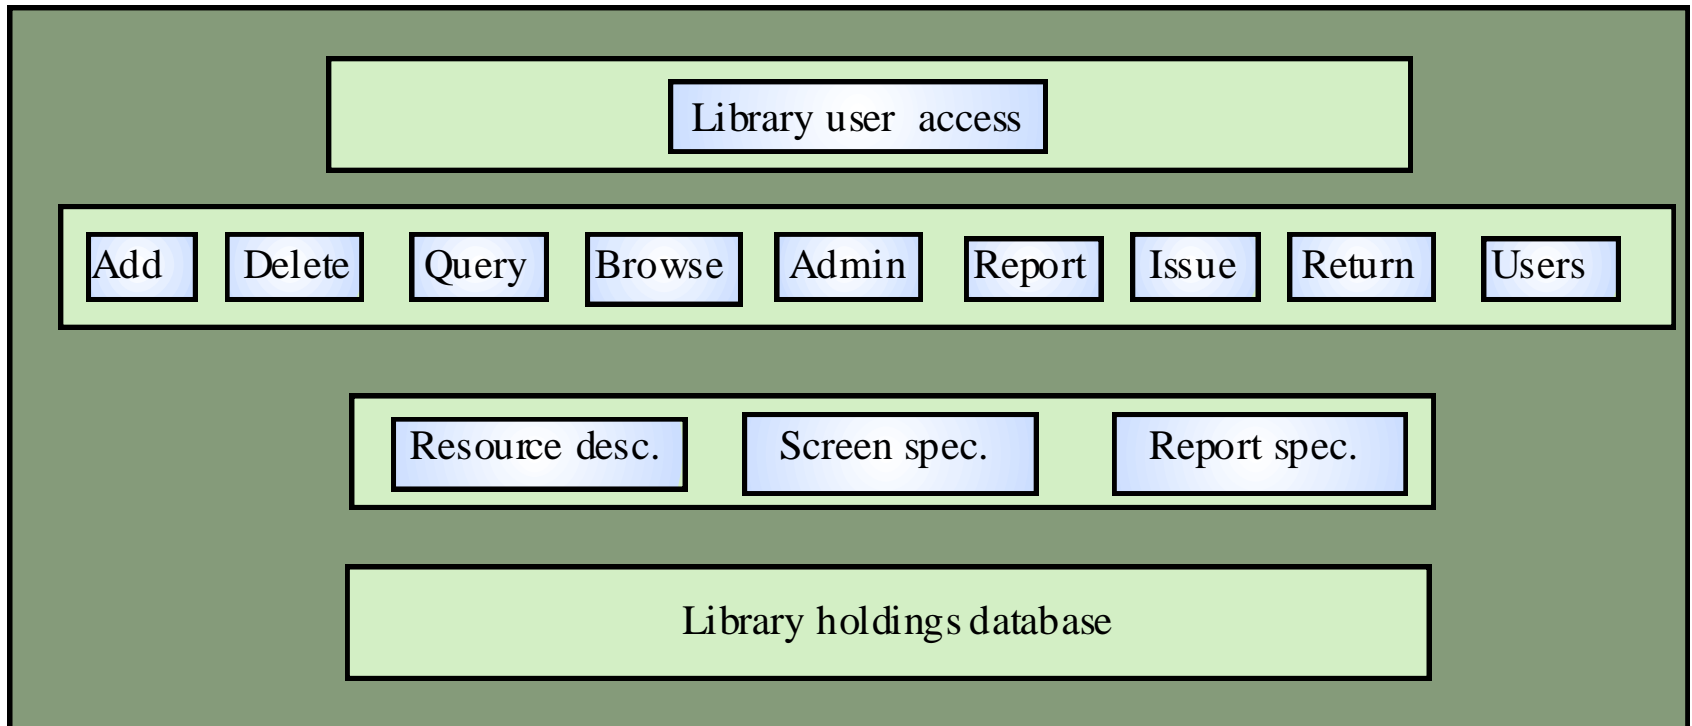 Library user access
Add Delete Query Browse Admin Report Issue Return Users
Resource desc. Screen spec. Report spec.
Library holdings database